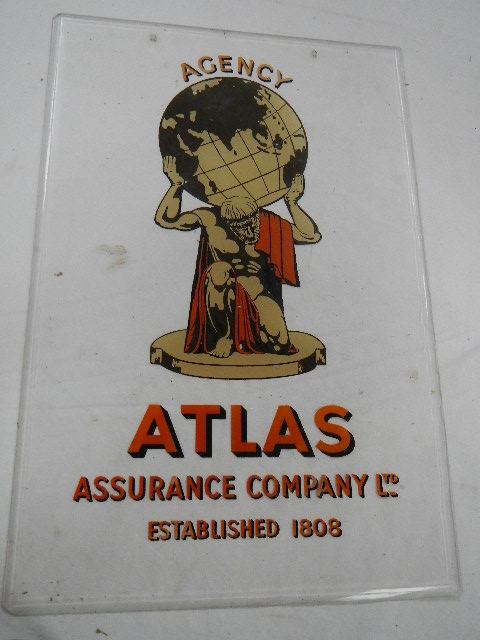 AGENCY
ATLAS
ASSURANCE COMPANY LTD
ESTABLISHED 1808